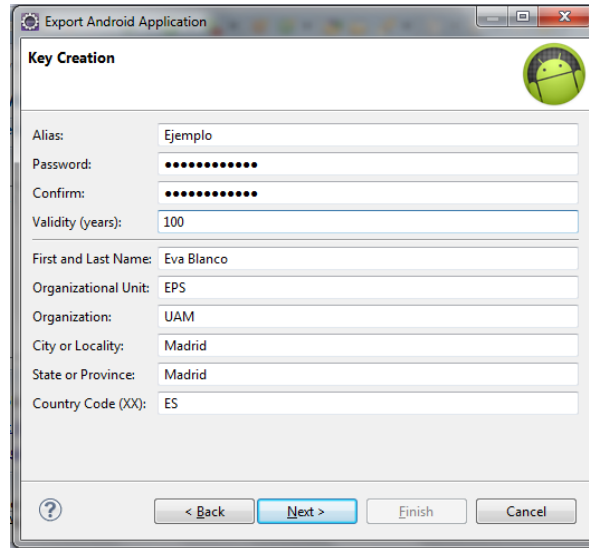 Export Android Application
Key Creation
Alias: Ejemplo
Password: ●●●●●●●●●●●●
Confirm: ●●●●●●●●●●●●
Validity (years): 100
First and Last Name: Eva Blanco
Organizational Unit: EPS
Organization: UAM
City or Locality: Madrid
State or Province: Madrid
Country Code (XX): ES
? < Back Next > Finish Cancel